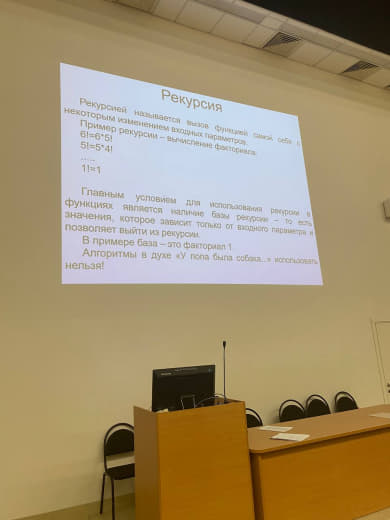 Рекурсия
Рекурсией называется вызов функцией самой себя с
некоторым изменением входных параметров.
Пример рекурсии – вычисление факториала:
6!=6*5!
5!=5*4!
.....
1!=1
Главным условием для использования рекурсии в
функциях является наличие базы рекурсии – то есть
значения, которое зависит только от входного параметра и
позволяет выйти из рекурсии.
В примере база – это факториал 1.
Алгоритмы в духе «У попа была собака...» использовать
нельзя!